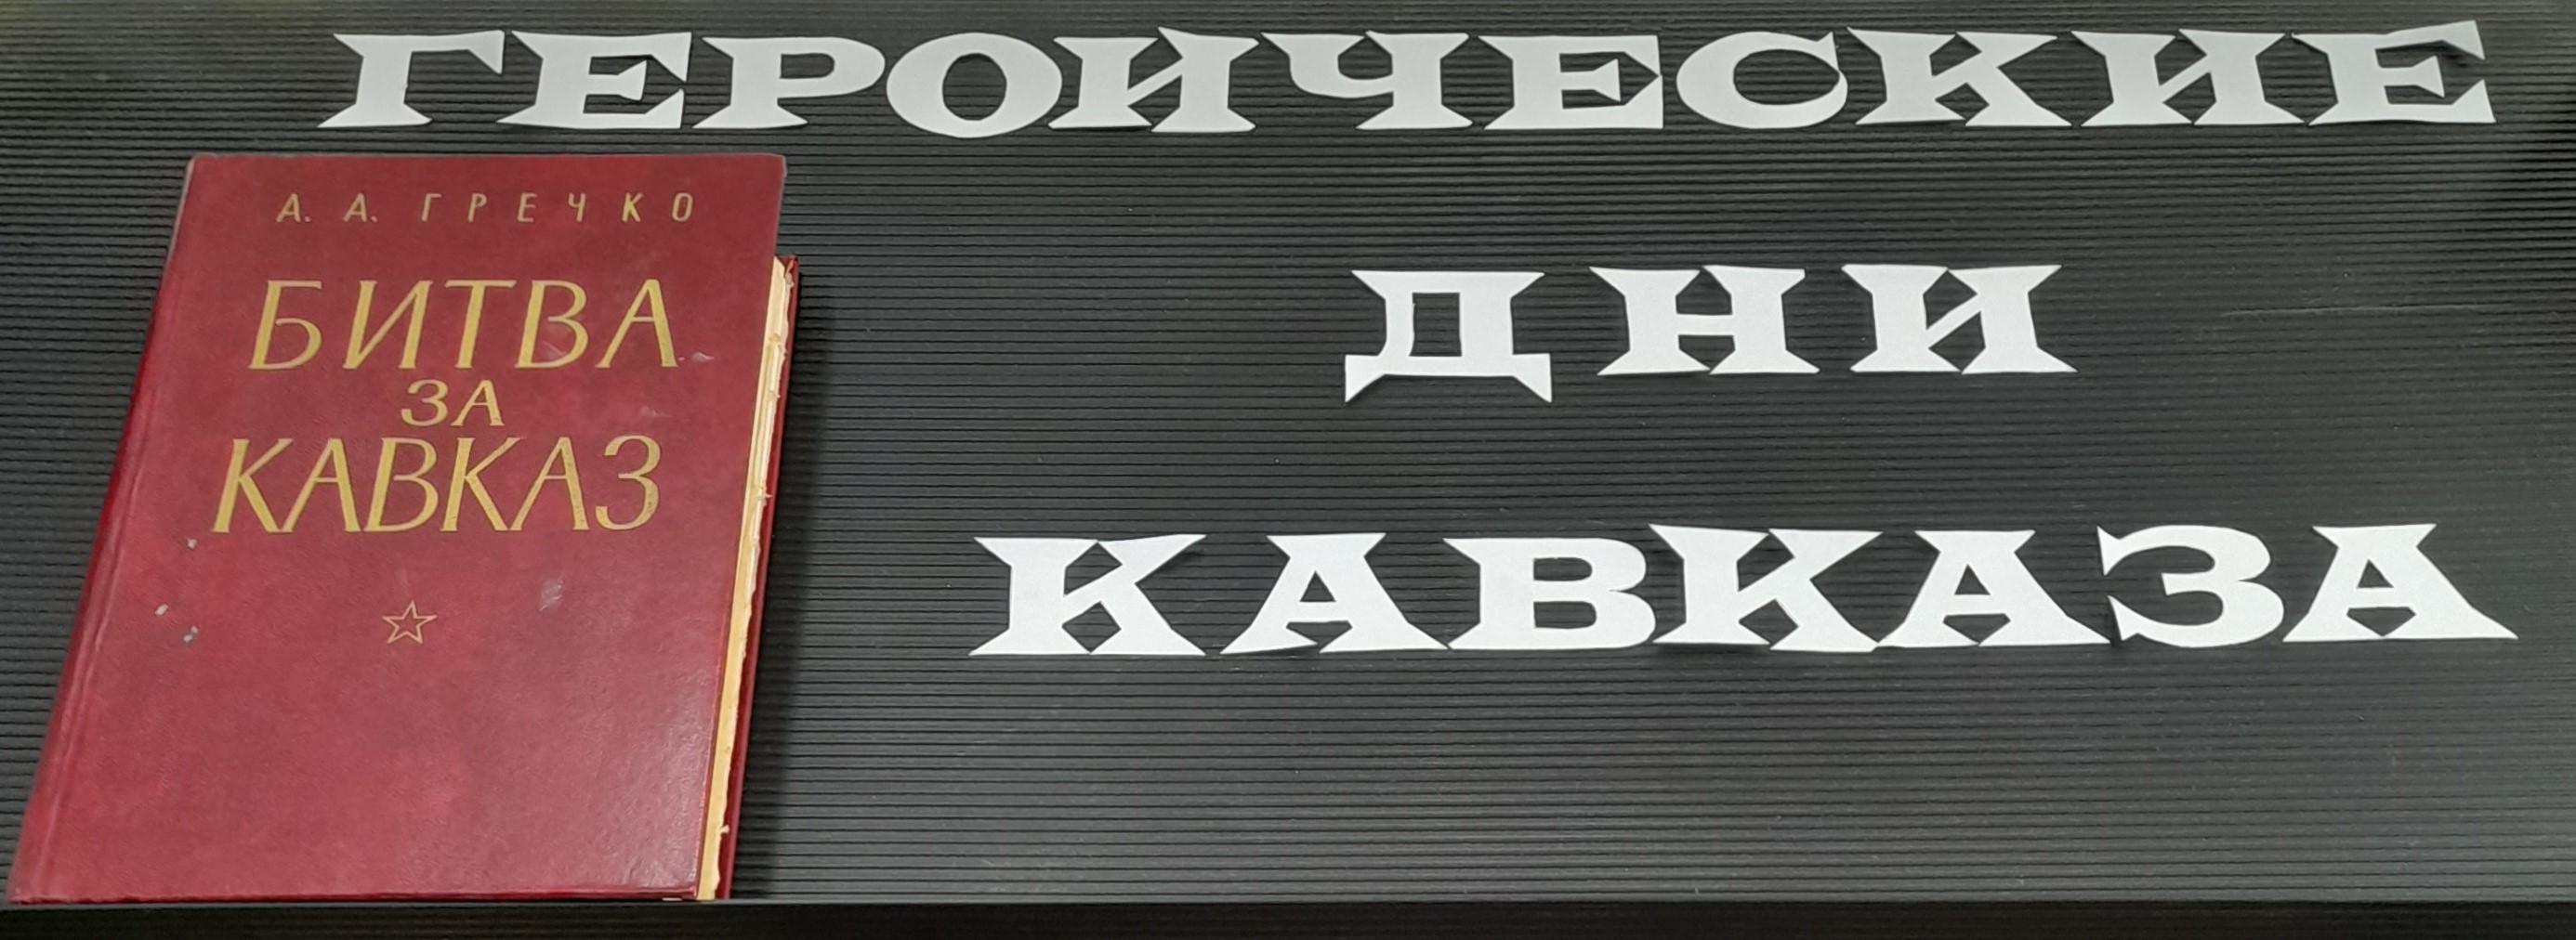 ГЕРОИЧЕСКИЕ
ДНИ
КАВКАЗА
А. А. ГРЕЧКО
БИТВА
ЗА
КАВКАЗ